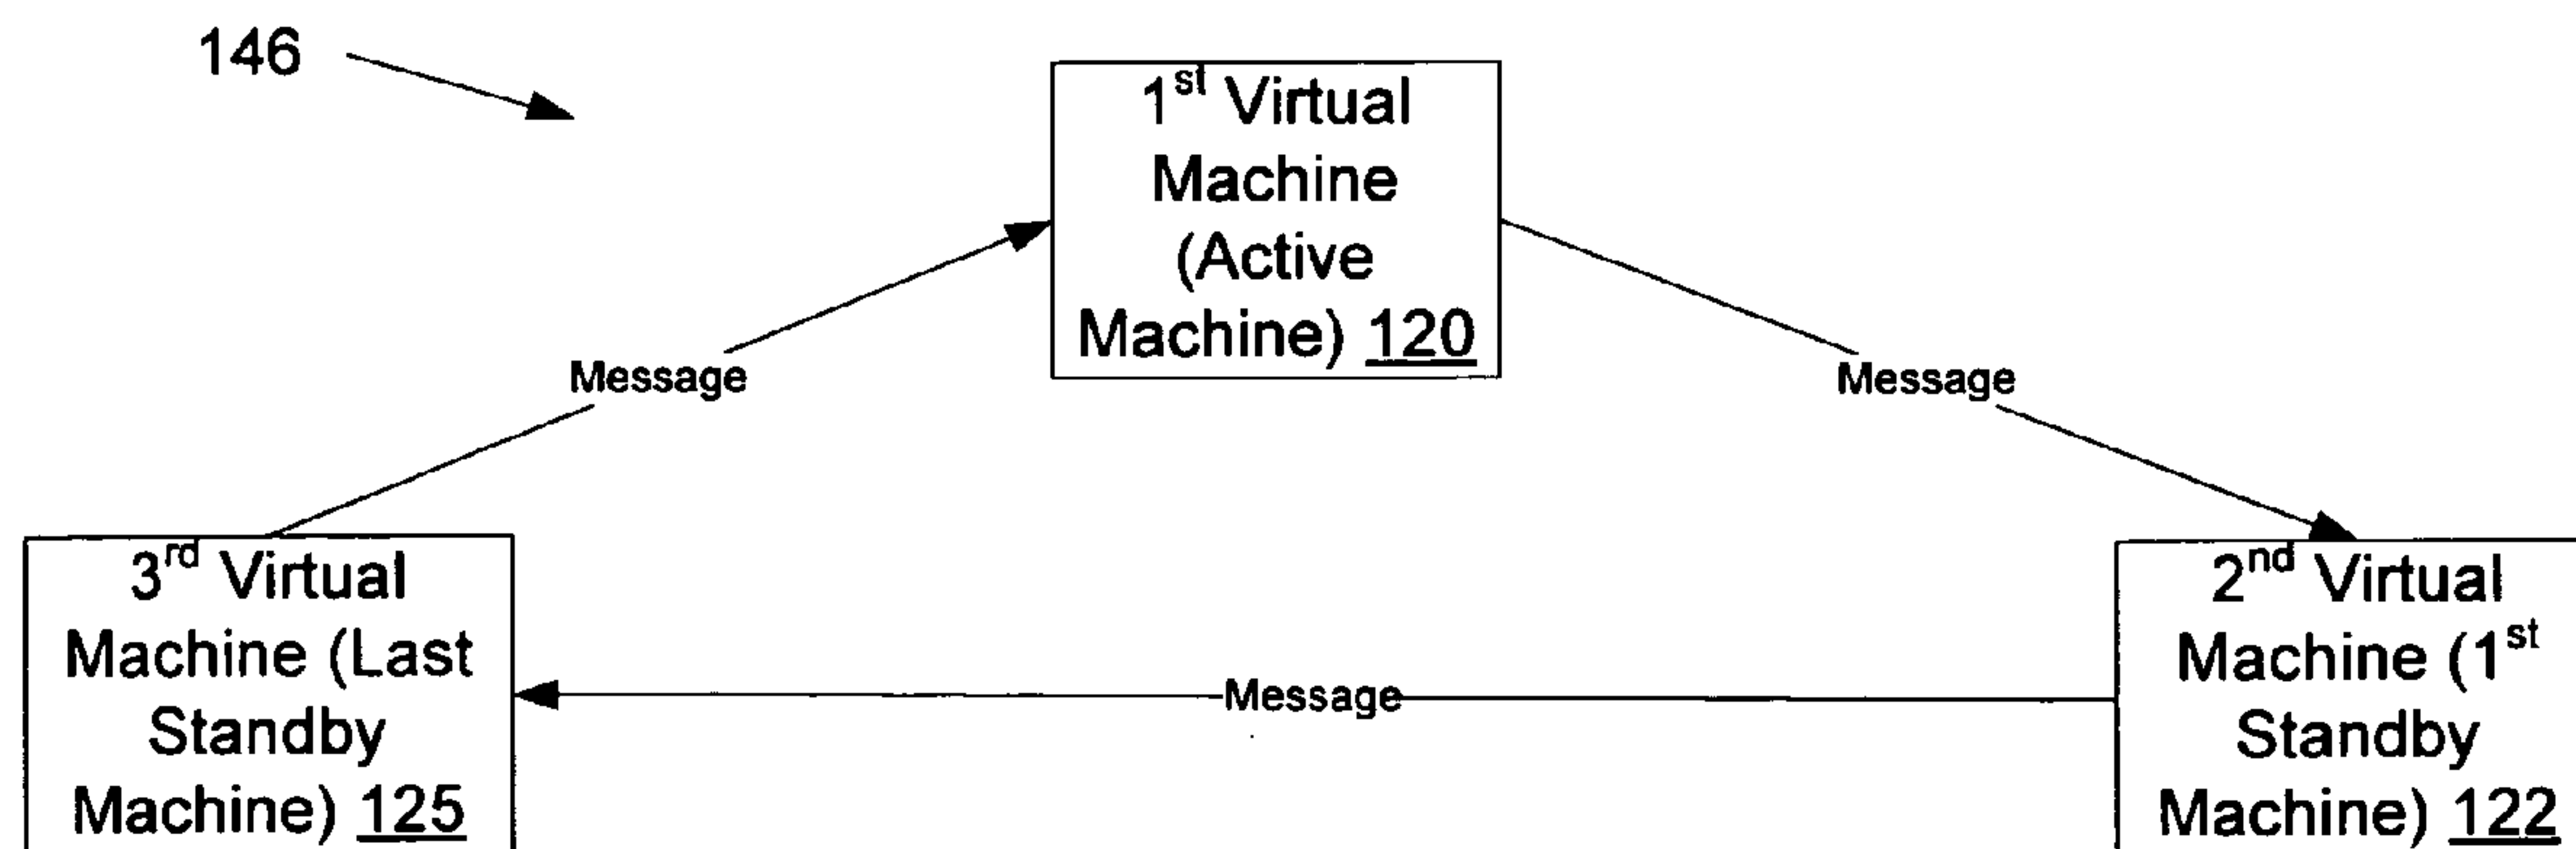 146
1st Virtual
Machine
(Active
Machine) 120
Message
Message
3rd Virtual
Machine (Last
Standby
Machine) 125
Message
2nd Virtual
Machine (1st
Standby
Machine) 122